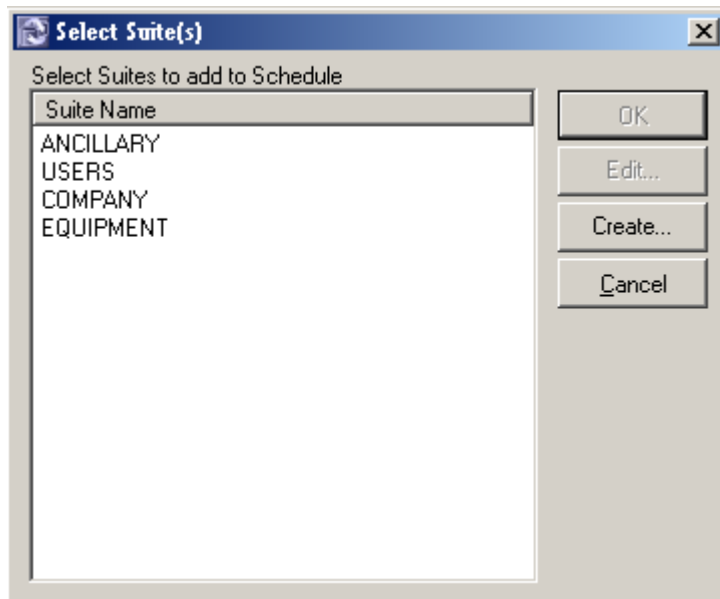 Select Suite(s)
Select Suites to add to Schedule
Suite Name
ANCILLARY
USERS
COMPANY
EQUIPMENT
OK
Edit...
Create...
Cancel